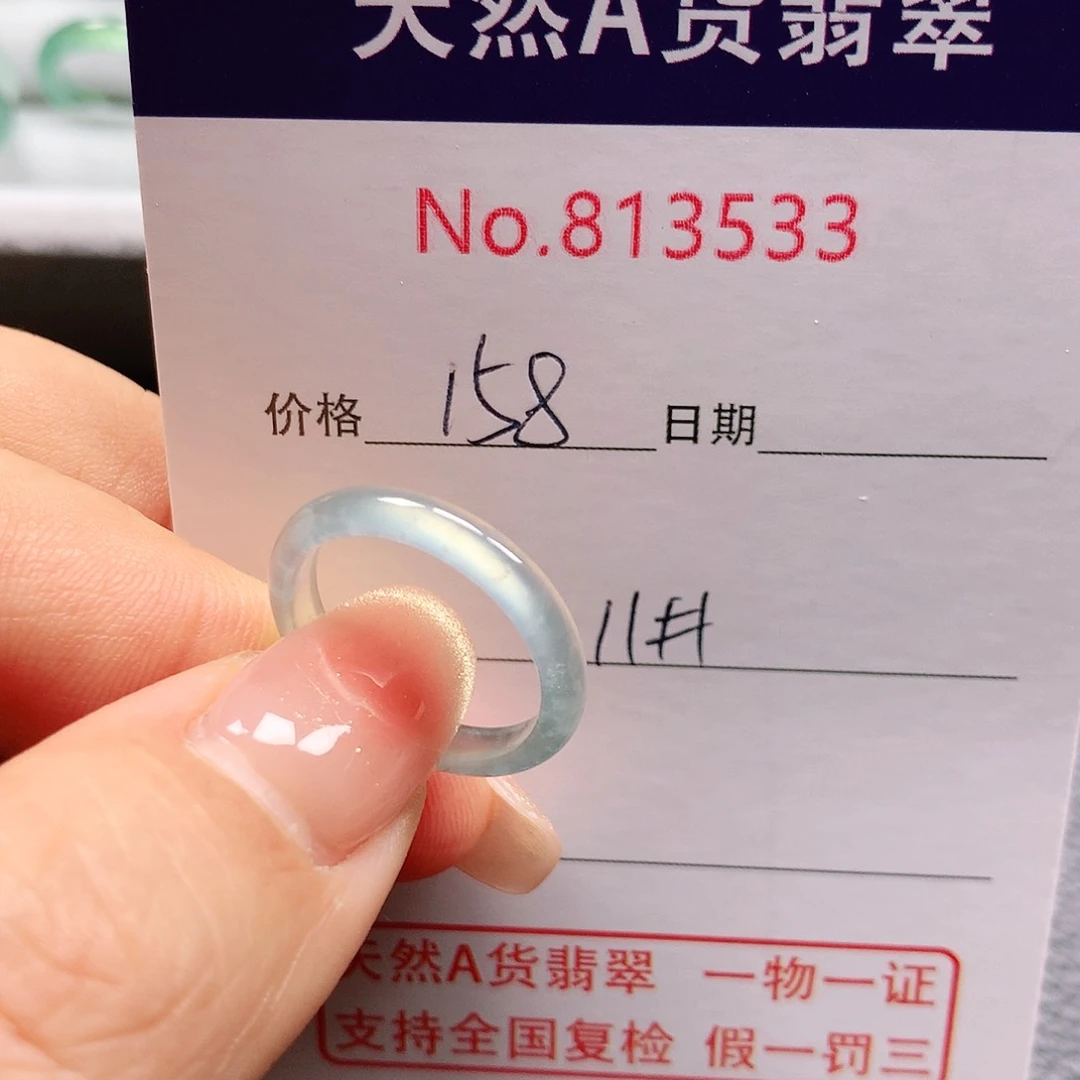 天然A货翡翠
No.813533
价格 158 日期
11#
天然A货翡翠 一物一证
支持全国复检 假一罚三